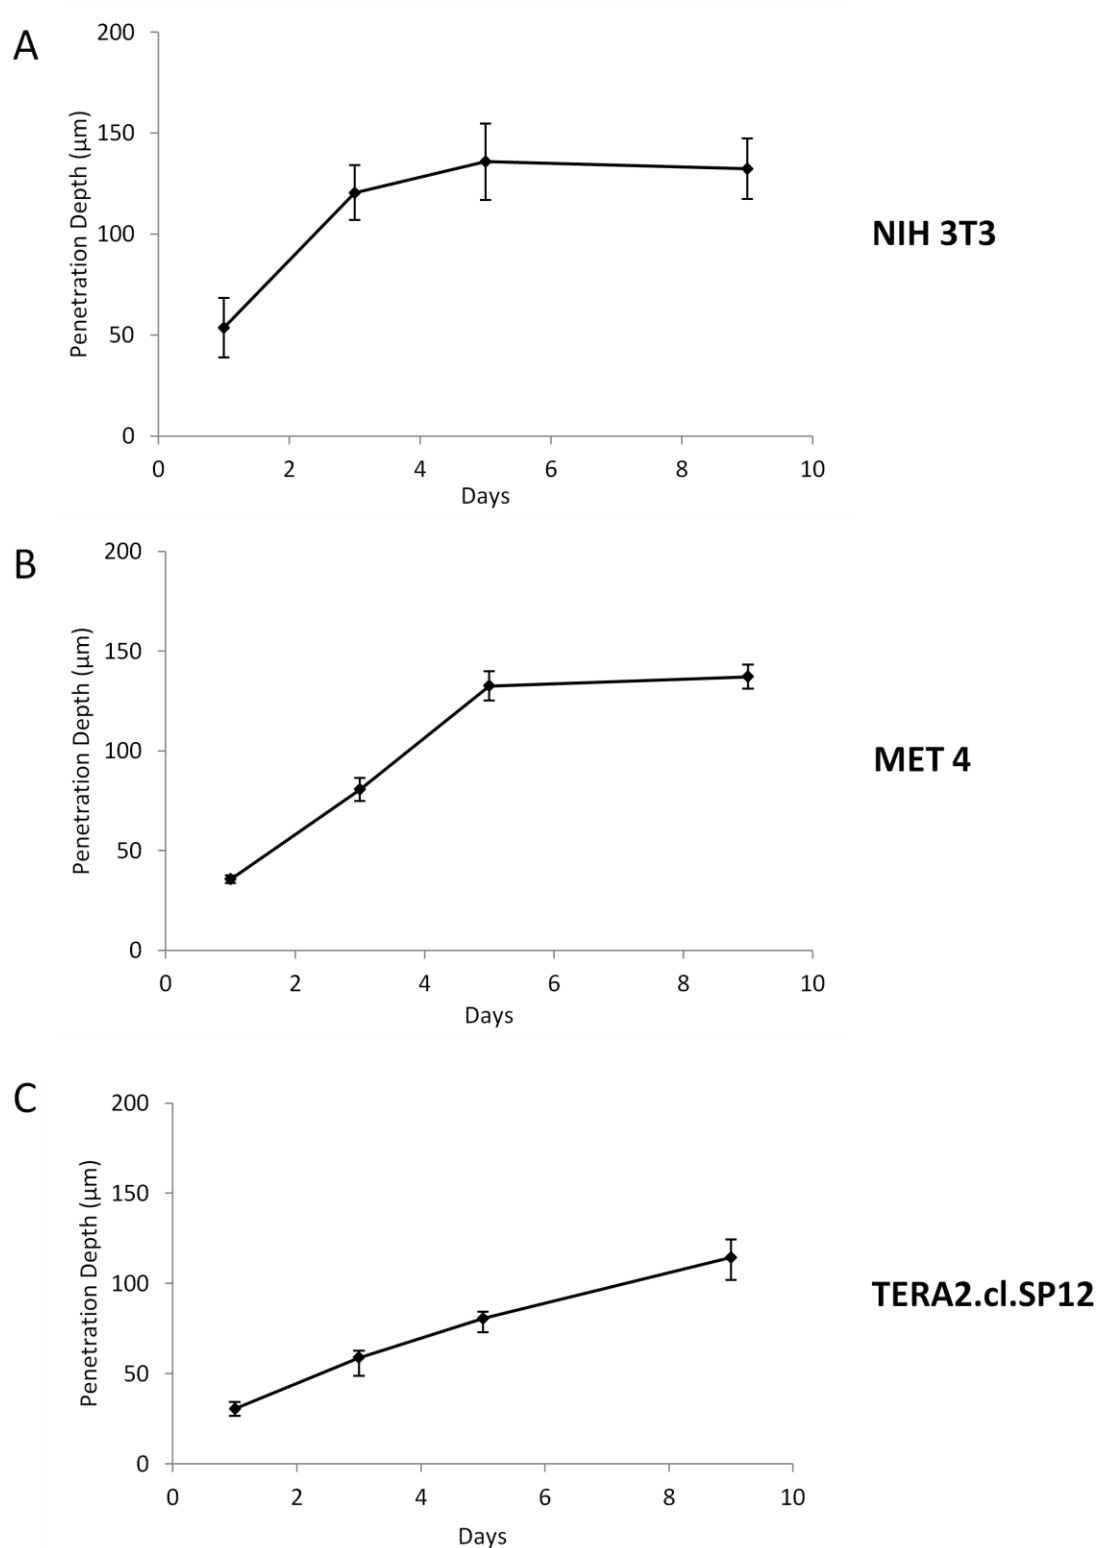 A
200
150
100
50
0
Penetration Depth (µm)
0 2 4 6 8 10
Days
NIH 3T3
B
200
150
100
50
0
Penetration Depth (µm)
0 2 4 6 8 10
Days
MET 4
C
200
150
100
50
0
Penetration Depth (µm)
0 2 4 6 8 10
Days
TERA2.cl.SP12